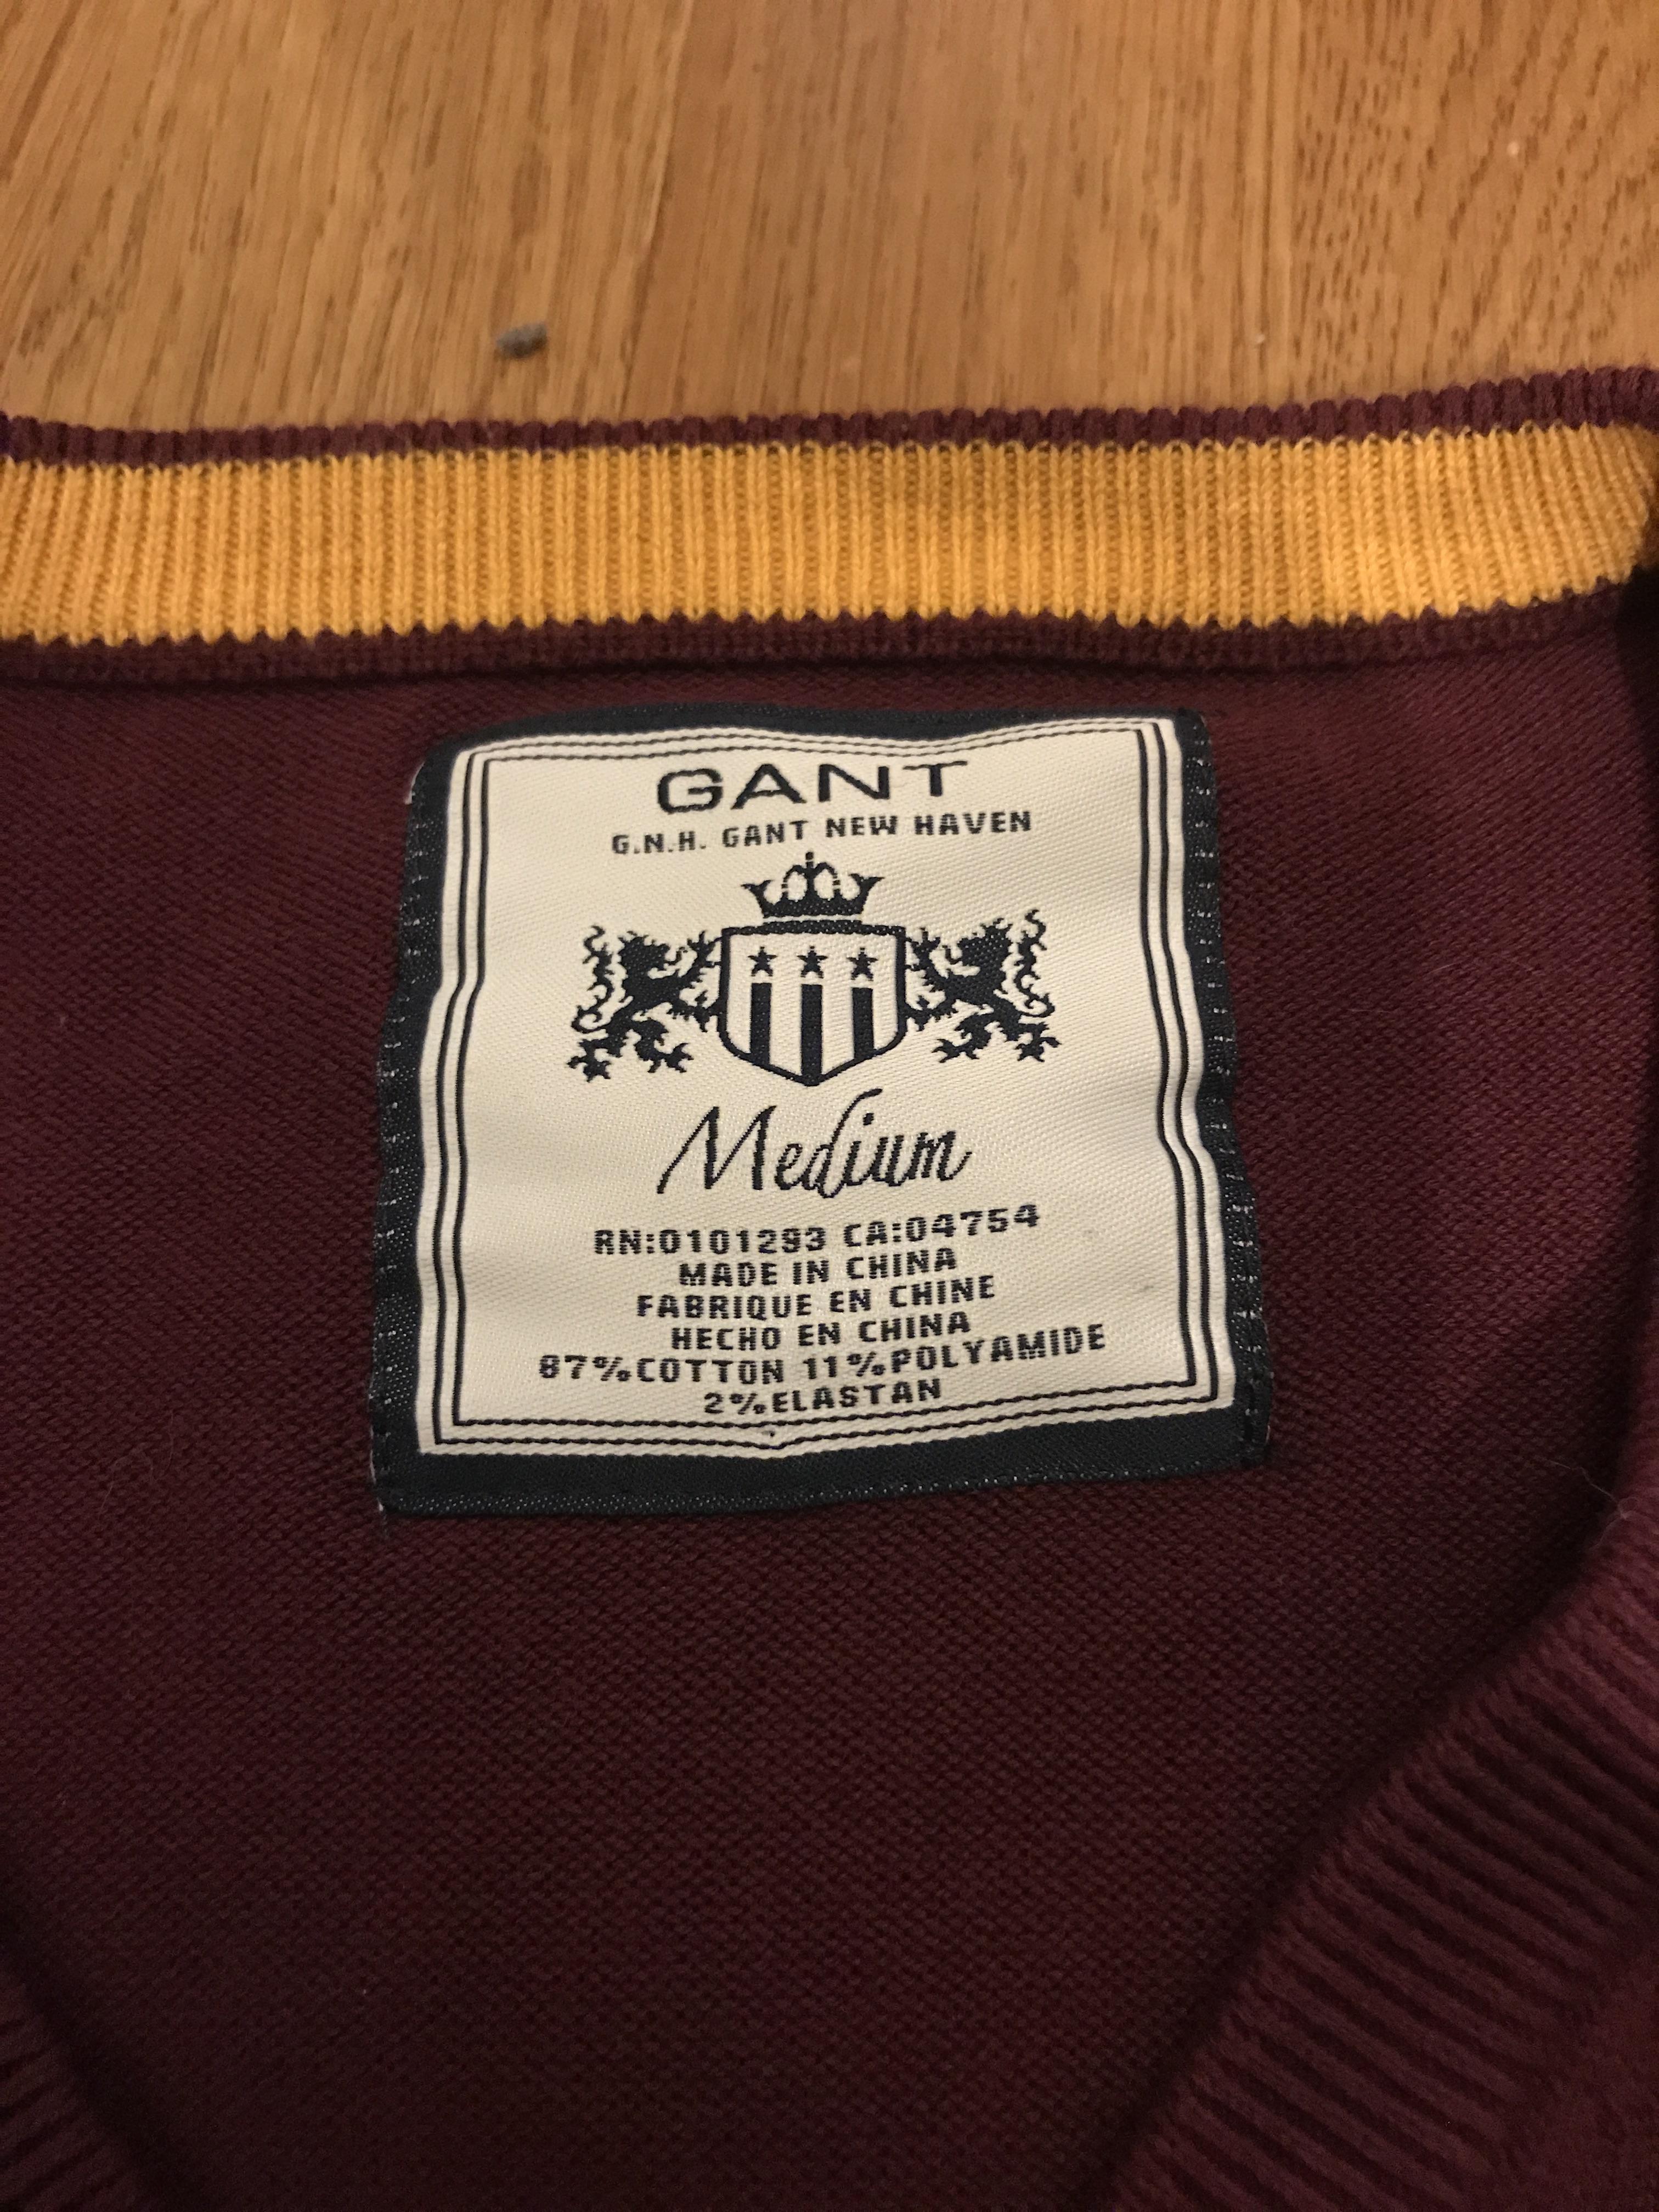 GANT
G.N.H. GANT NEW HAVEN
Medium
RN:0101293 CA:04754
MADE IN CHINA
FABRIQUE EN CHINE
HECHO EN CHINA
87%COTTON 11%POLYAMIDE
2%ELASTAN